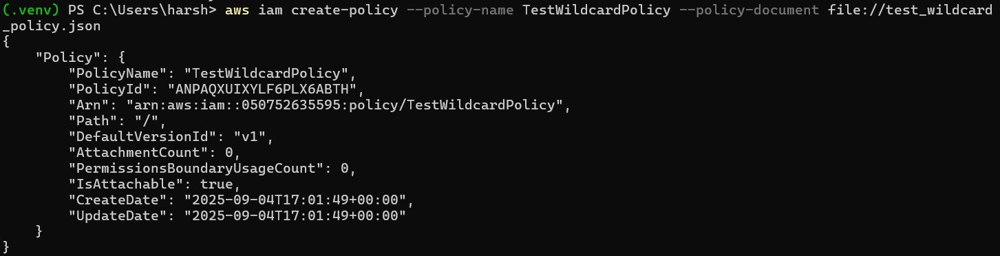 (.venv) PS C:\Users\harsh> aws iam create-policy --policy-name TestWildcardPolicy --policy-document file://test_wildcard
_policy.json
{
    "Policy": {
        "PolicyName": "TestWildcardPolicy",
        "PolicyId": "ANPAQXUIXYLF6PLX6ABTH",
        "Arn": "arn:aws:iam::050752635595:policy/TestWildcardPolicy",
        "Path": "/",
        "DefaultVersionId": "v1",
        "AttachmentCount": 0,
        "PermissionsBoundaryUsageCount": 0,
        "IsAttachable": true,
        "CreateDate": "2025-09-04T17:01:49+00:00",
        "UpdateDate": "2025-09-04T17:01:49+00:00"
    }
}